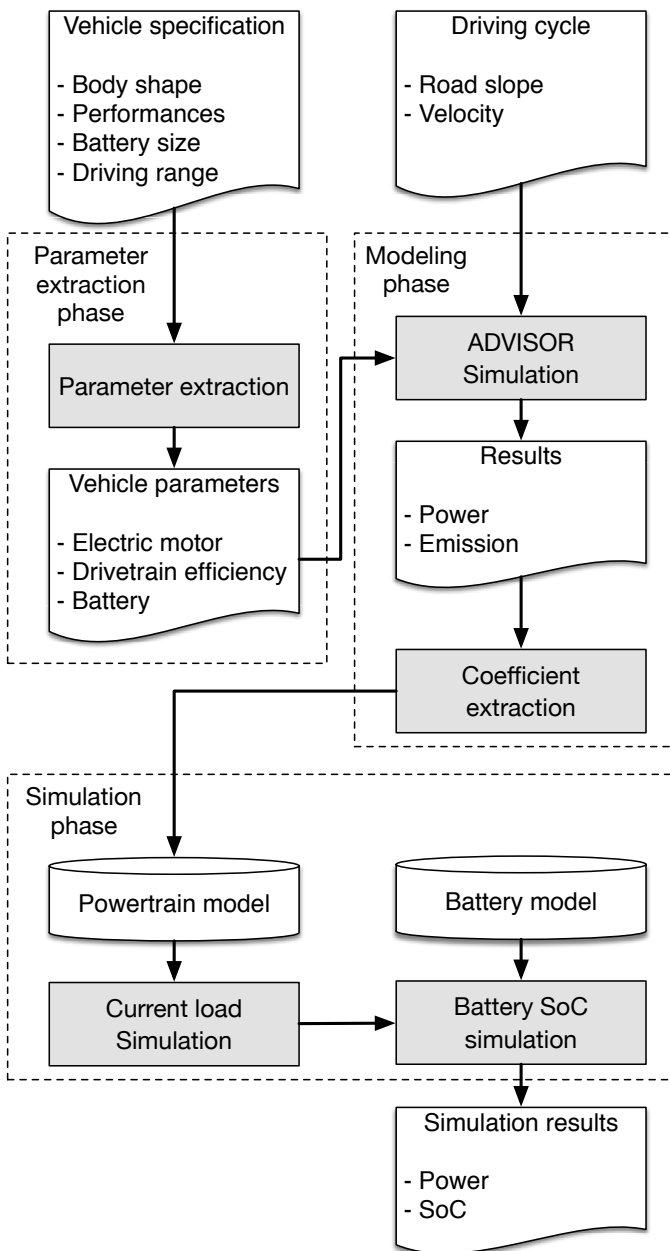 Vehicle specification
- Body shape
- Performances
- Battery size
- Driving range
Driving cycle
- Road slope
- Velocity
Parameter
extraction
phase
Parameter extraction
Vehicle parameters
- Electric motor
- Drivetrain efficiency
- Battery
Modeling
phase
ADVISOR
Simulation
Results
- Power
- Emission
Coefficient
extraction
Simulation
phase
Powertrain model
Battery model
Current load
Simulation
Battery SoC
simulation
Simulation results
- Power
- SoC